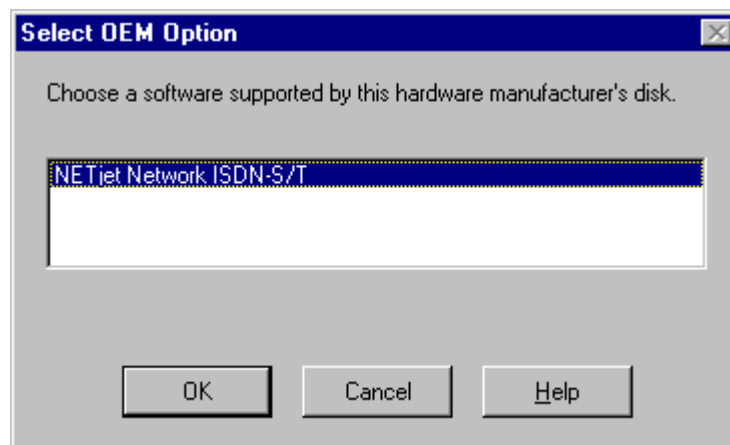 Select OEM Option
Choose a software supported by this hardware manufacturer's disk.
NETjet Network ISDN-S/T
OK
Cancel
Help